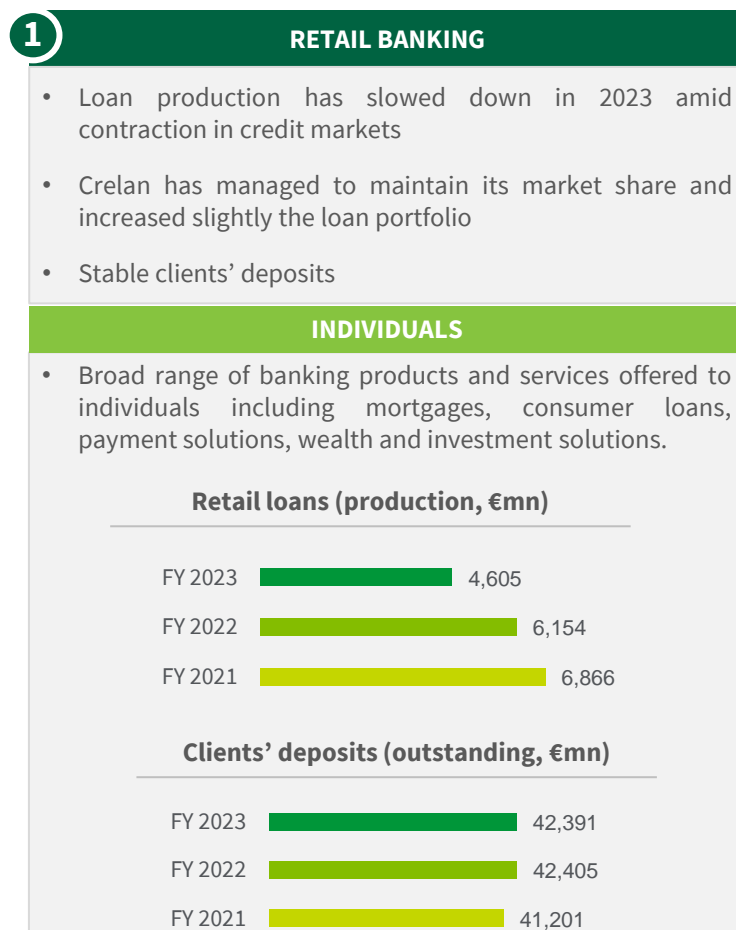 1
RETAIL BANKING
• Loan production has slowed down in 2023 amid
contraction in credit markets
• Crelan has managed to maintain its market share and
increased slightly the loan portfolio
• Stable clients’ deposits
INDIVIDUALS
• Broad range of banking products and services offered to
individuals including mortgages, consumer loans,
payment solutions, wealth and investment solutions.
Retail loans (production, €mn)
FY 2023 4,605
FY 2022 6,154
FY 2021 6,866
Clients’ deposits (outstanding, €mn)
FY 2023 42,391
FY 2022 42,405
FY 2021 41,201